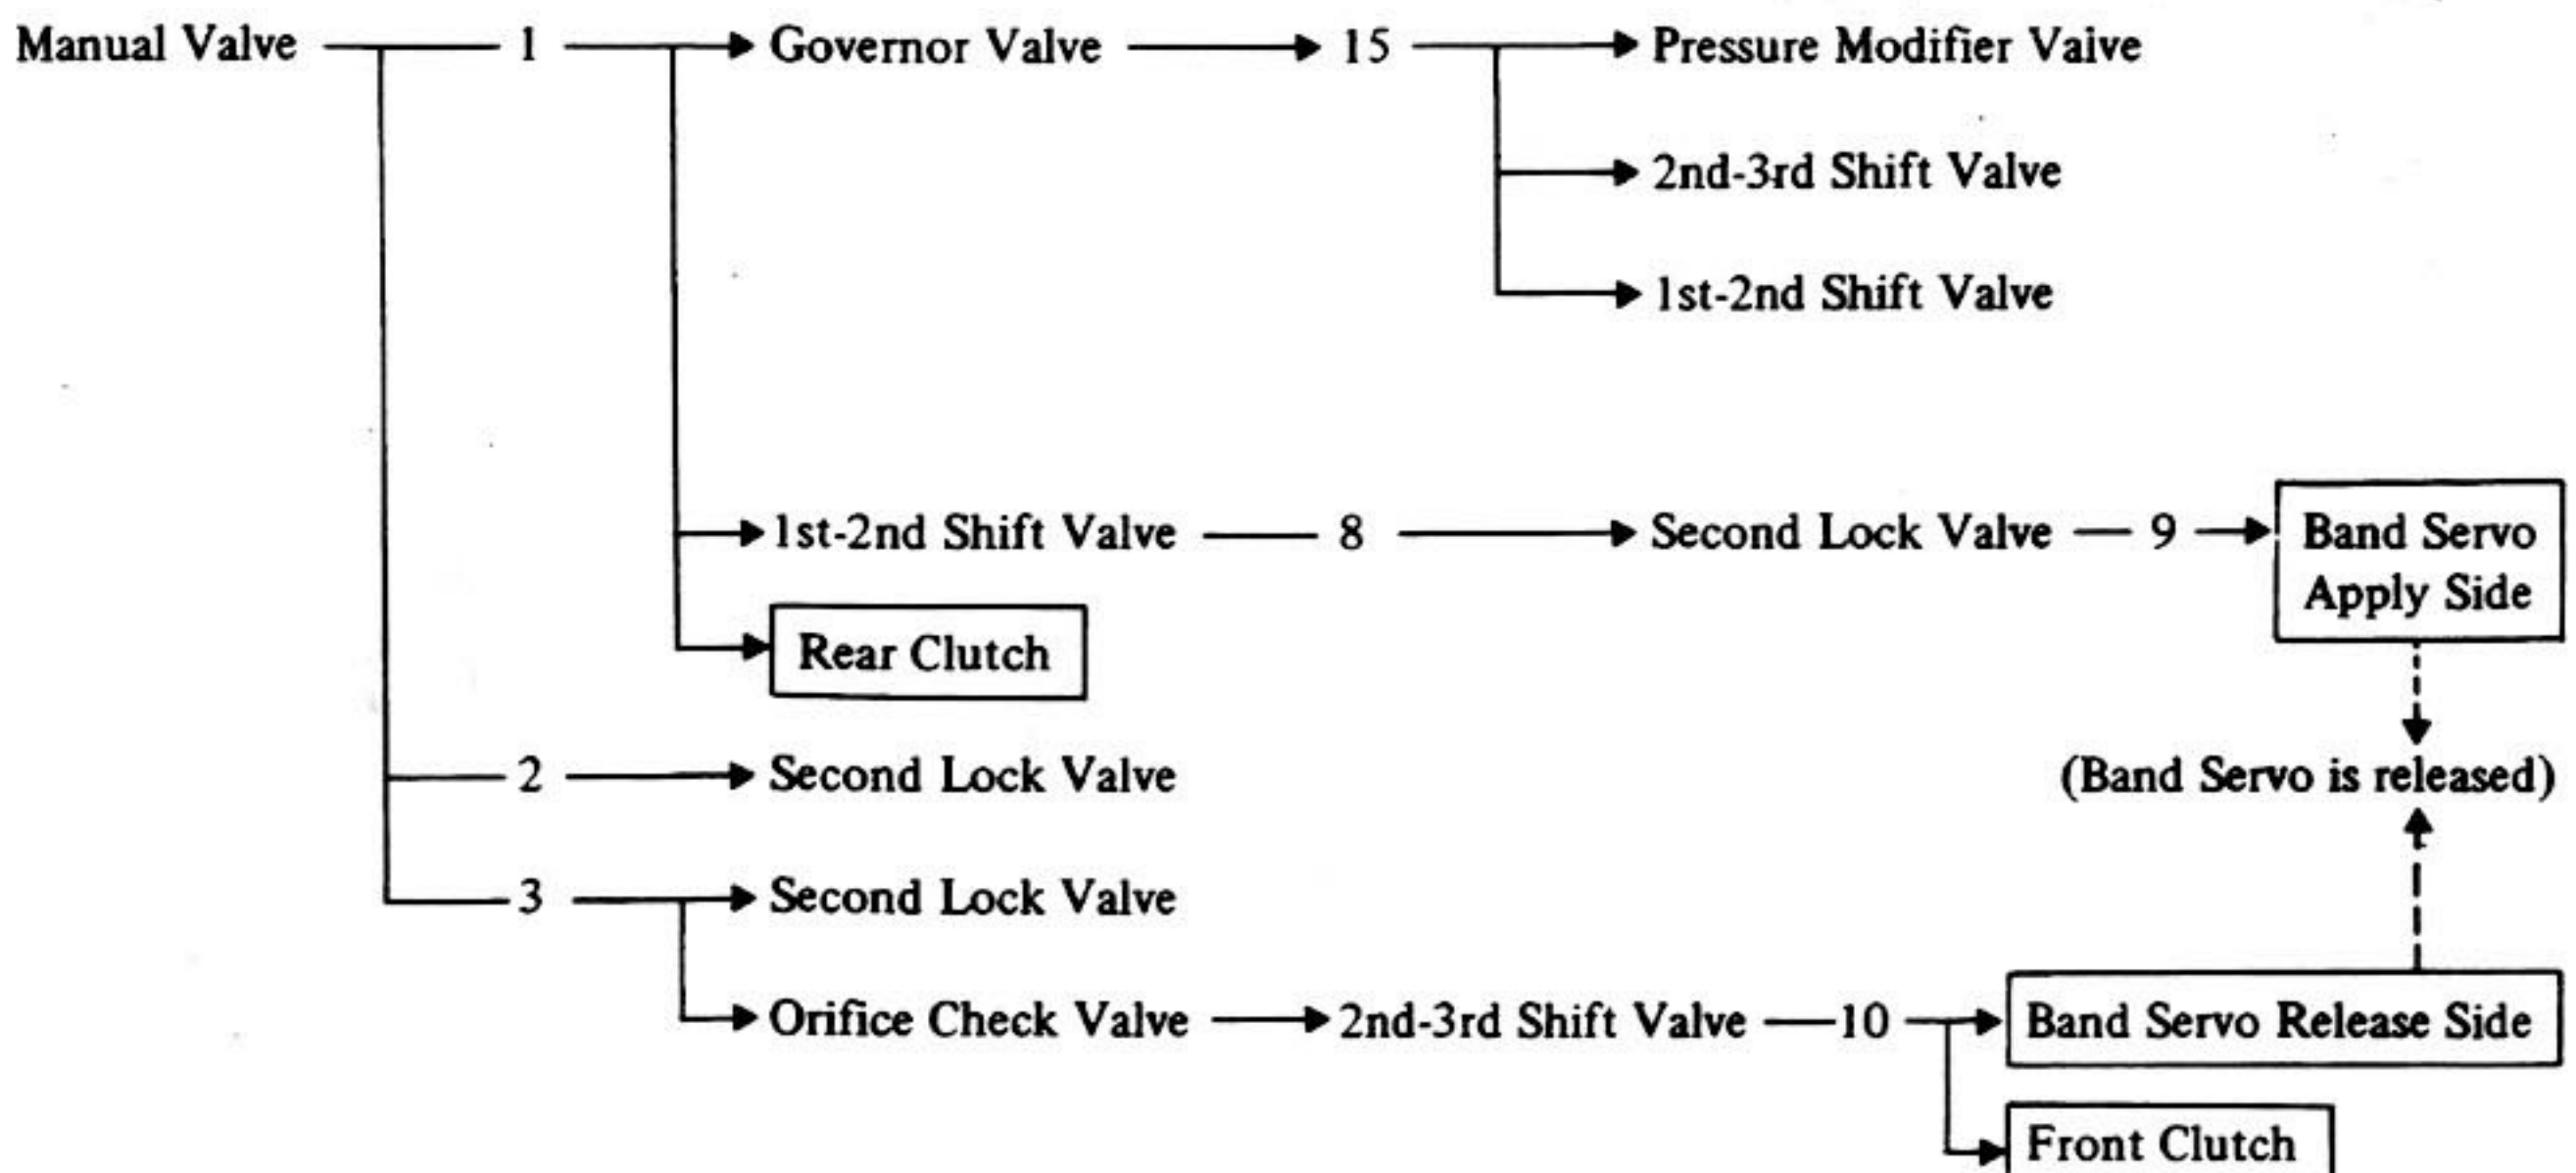 Manual Valve 1 Governor Valve 15 Pressure Modifier Valve
2nd-3rd Shift Valve
1st-2nd Shift Valve
1st-2nd Shift Valve 8 Second Lock Valve 9 Band Servo
Apply Side
Rear Clutch
2 Second Lock Valve
(Band Servo is released)
3 Second Lock Valve
Orifice Check Valve 2nd-3rd Shift Valve 10 Band Servo Release Side
Front Clutch